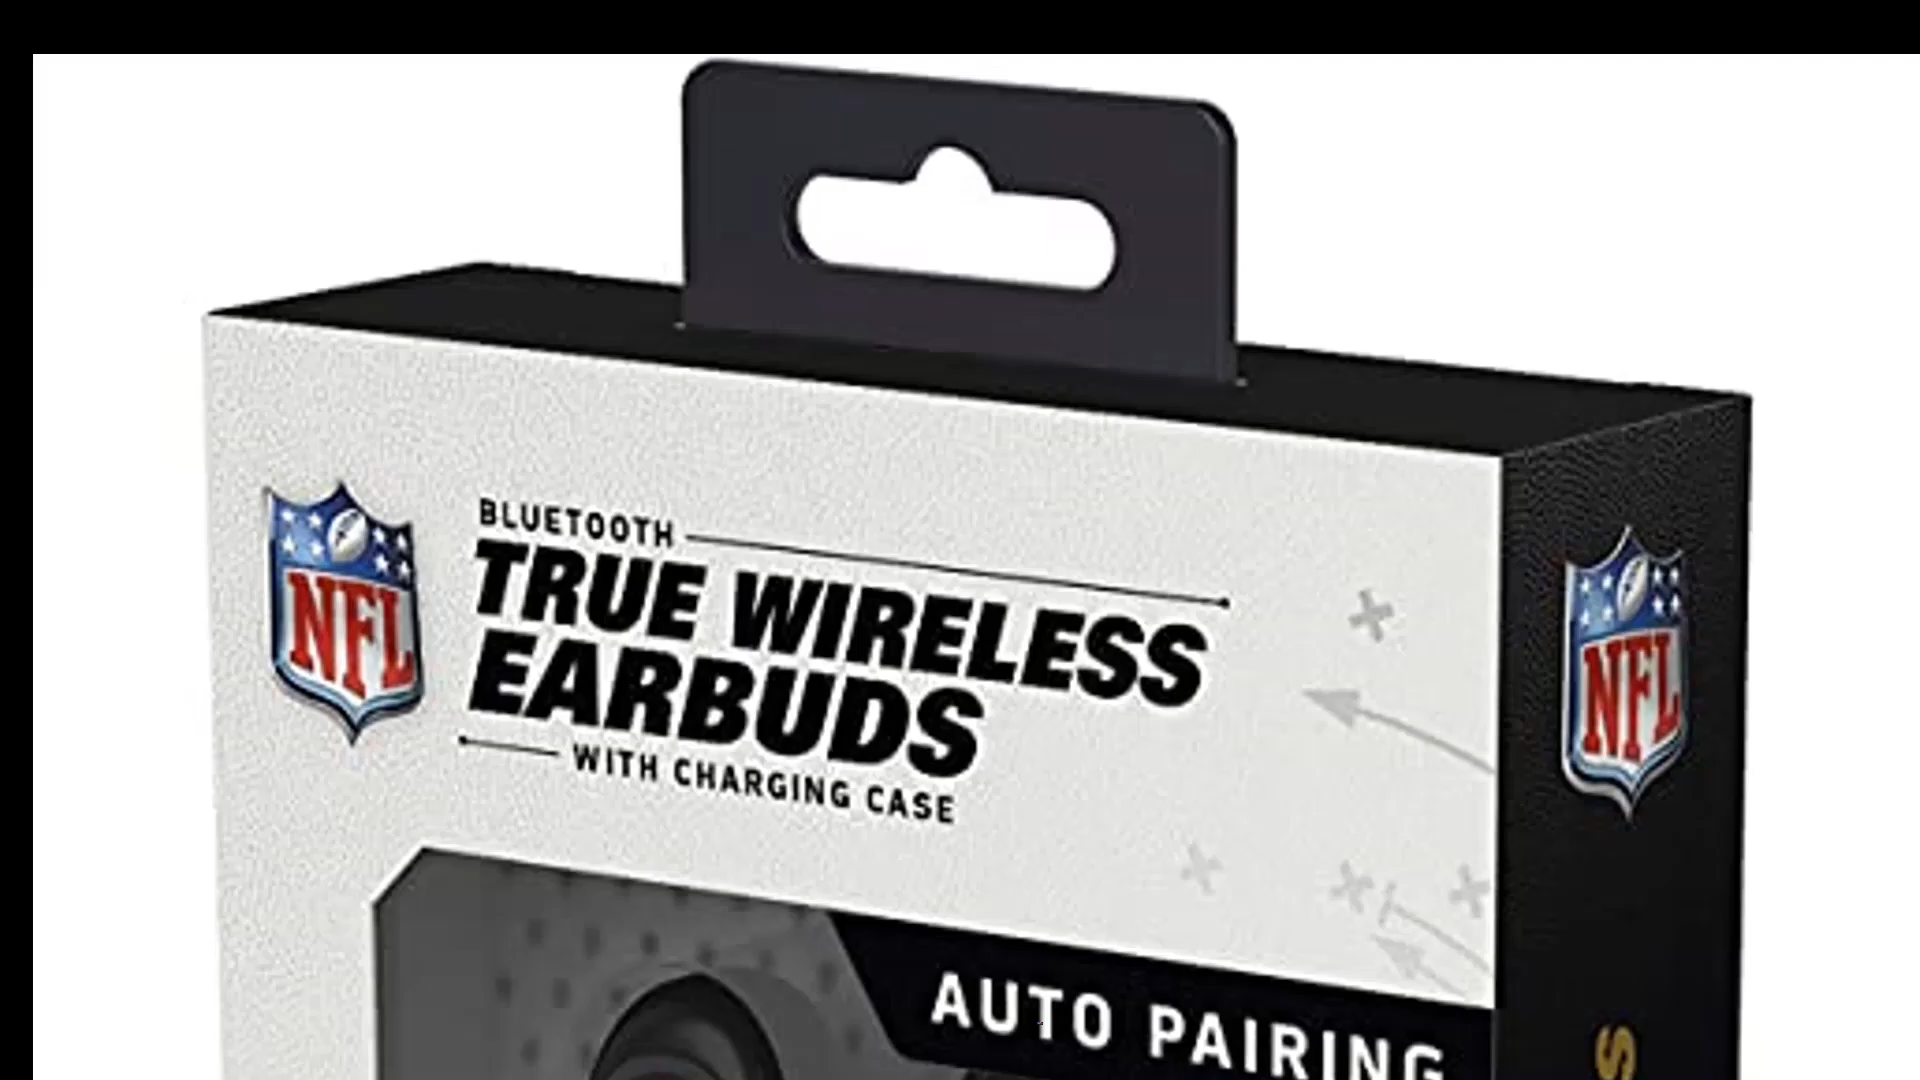 BLUETOOTH
TRUE WIRELESS
EARBUDS
WITH CHARGING CASE
NFL
NFL
AUTO PAIRING
S